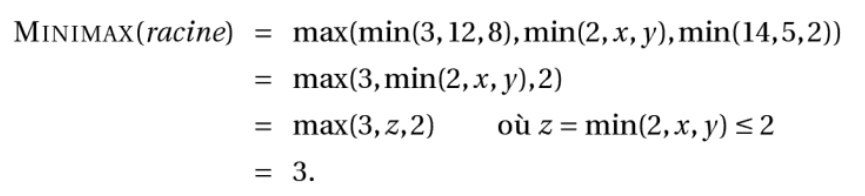 MINIMAX(racine) = max(min(3,12,8),min(2,x,y),min(14,5,2))
= max(3,min(2,x,y),2)
= max(3,z,2) où z = min(2,x,y) ≤ 2
= 3.